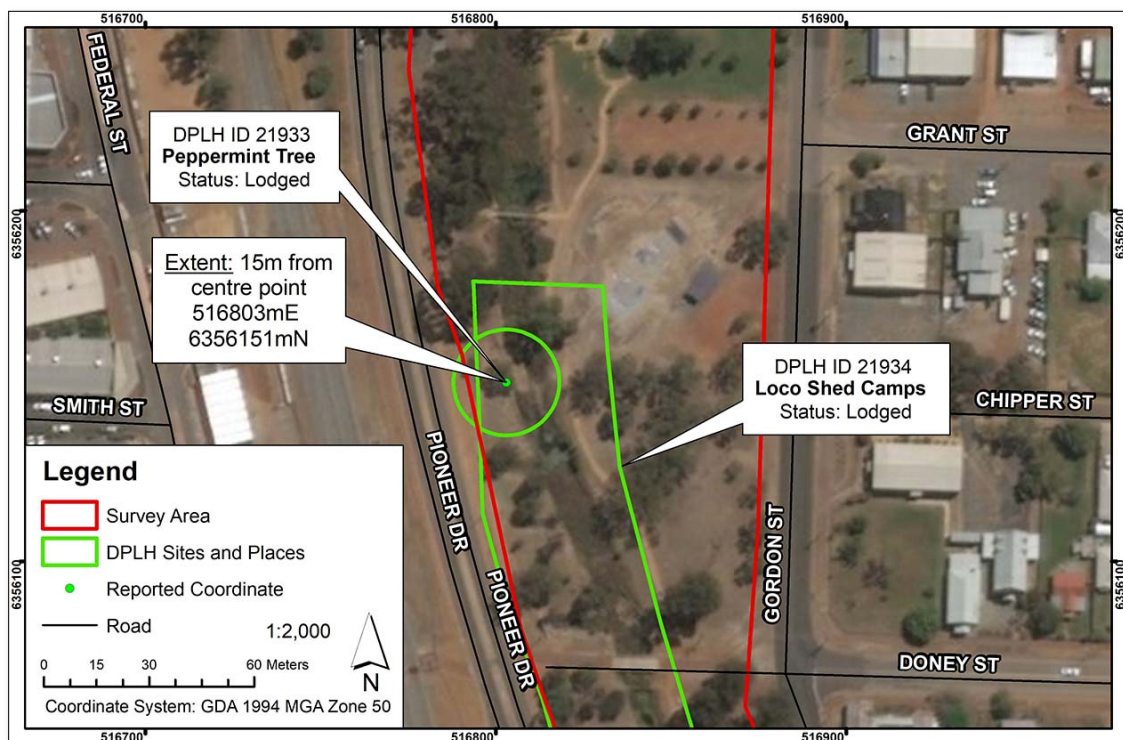 516700
516800
516900
FEDERAL ST
GRANT ST
DPLH ID 21933
Peppermint Tree
Status: Lodged
6356200
6356200
Extent: 15m from
centre point
516803mE
6356151mN
DPLH ID 21934
Loco Shed Camps
Status: Lodged
SMITH ST
CHIPPER ST
PIONEER DR
PIONEER DR
GORDON ST
DONEY ST
6356100
6356100
Legend
Survey Area
DPLH Sites and Places
Reported Coordinate
Road
1:2,000
0 15 30 60 Meters
N
Coordinate System: GDA 1994 MGA Zone 50
516700
516800
516900